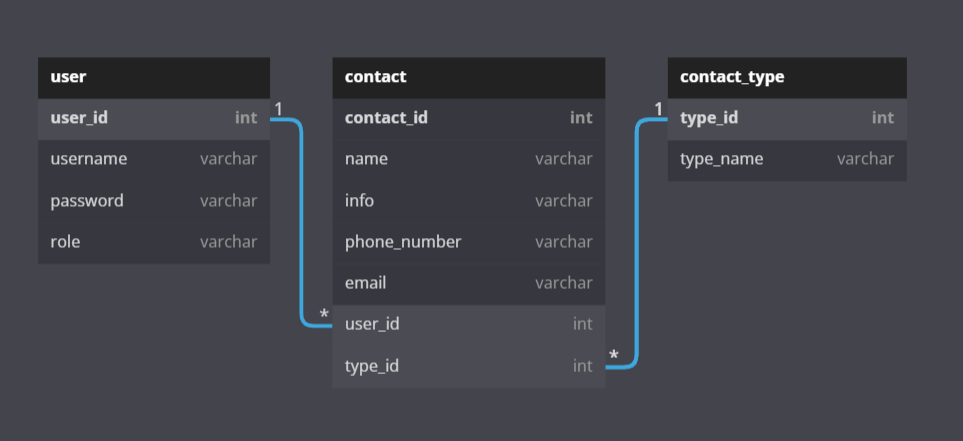 user
user_id int
username varchar
password varchar
role varchar
1
*
contact
contact_id int
name varchar
info varchar
phone_number varchar
email varchar
user_id int
type_id int
*
1
contact_type
type_id int
type_name varchar